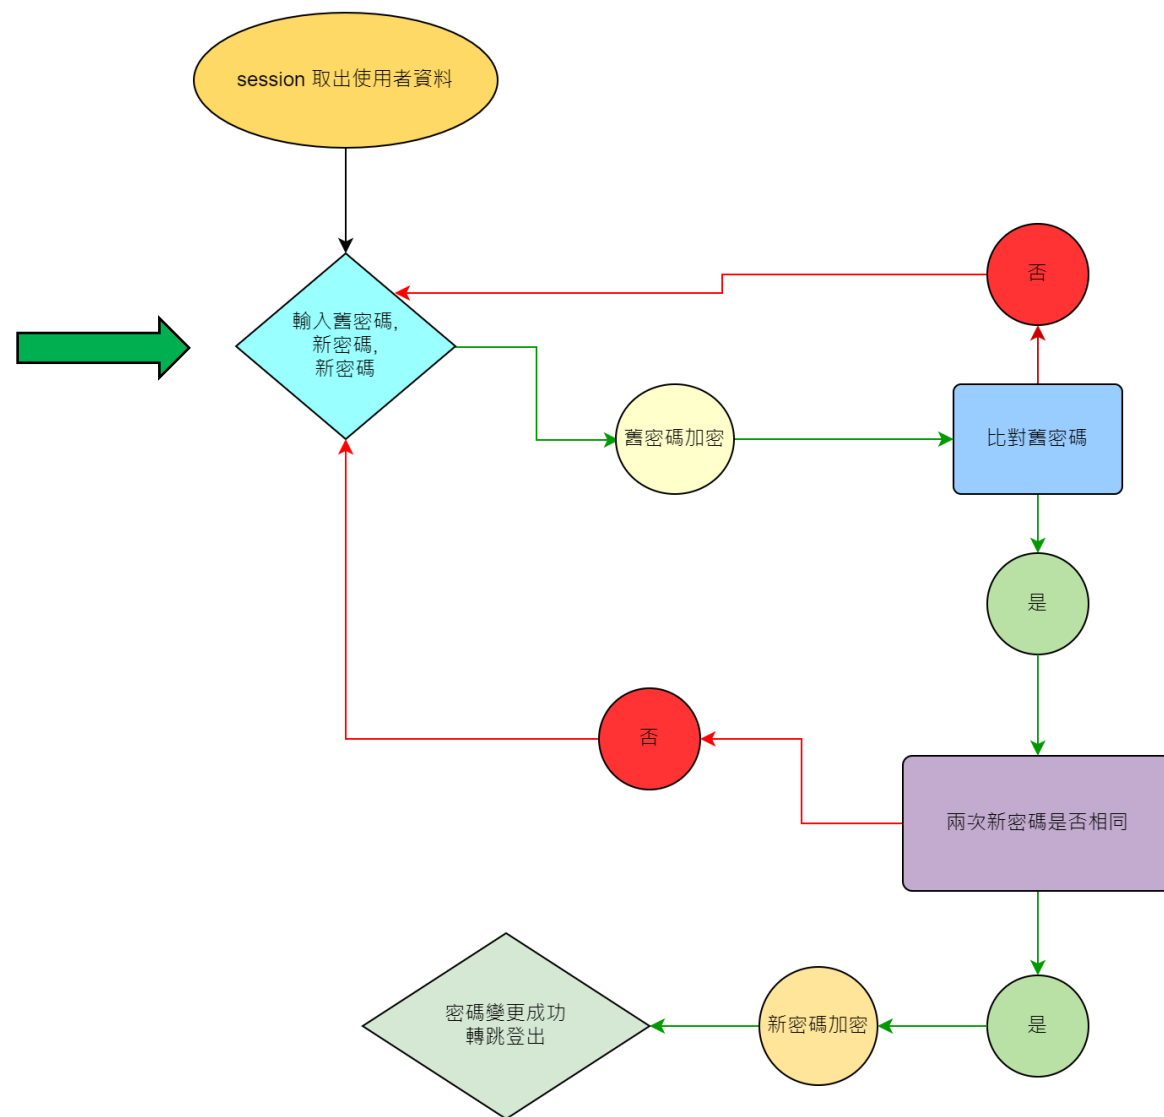 session 取出使用者資料
否
輸入舊密碼,
新密碼,
新密碼
舊密碼加密
比對舊密碼
是
否
兩次新密碼是否相同
密碼變更成功
轉跳登出
新密碼加密
是